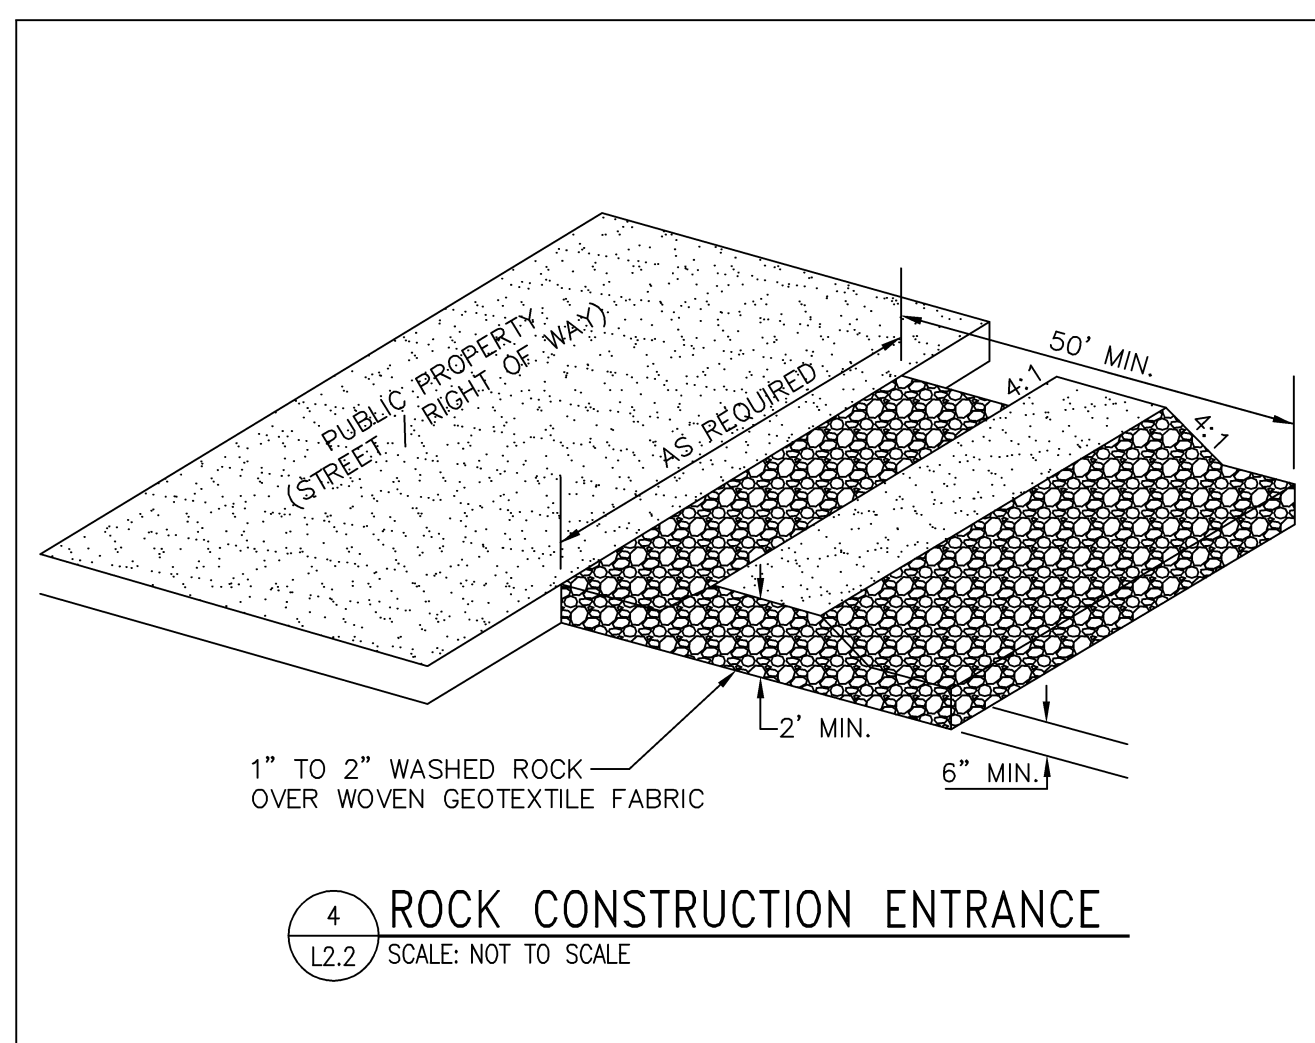 PUBLIC PROPERTY
(STREET / RIGHT OF WAY)
AS REQUIRED
50' MIN.
4:1
4:1
2' MIN.
6" MIN.
1" TO 2" WASHED ROCK
OVER WOVEN GEOTEXTILE FABRIC
4
L2.2
ROCK CONSTRUCTION ENTRANCE
SCALE: NOT TO SCALE